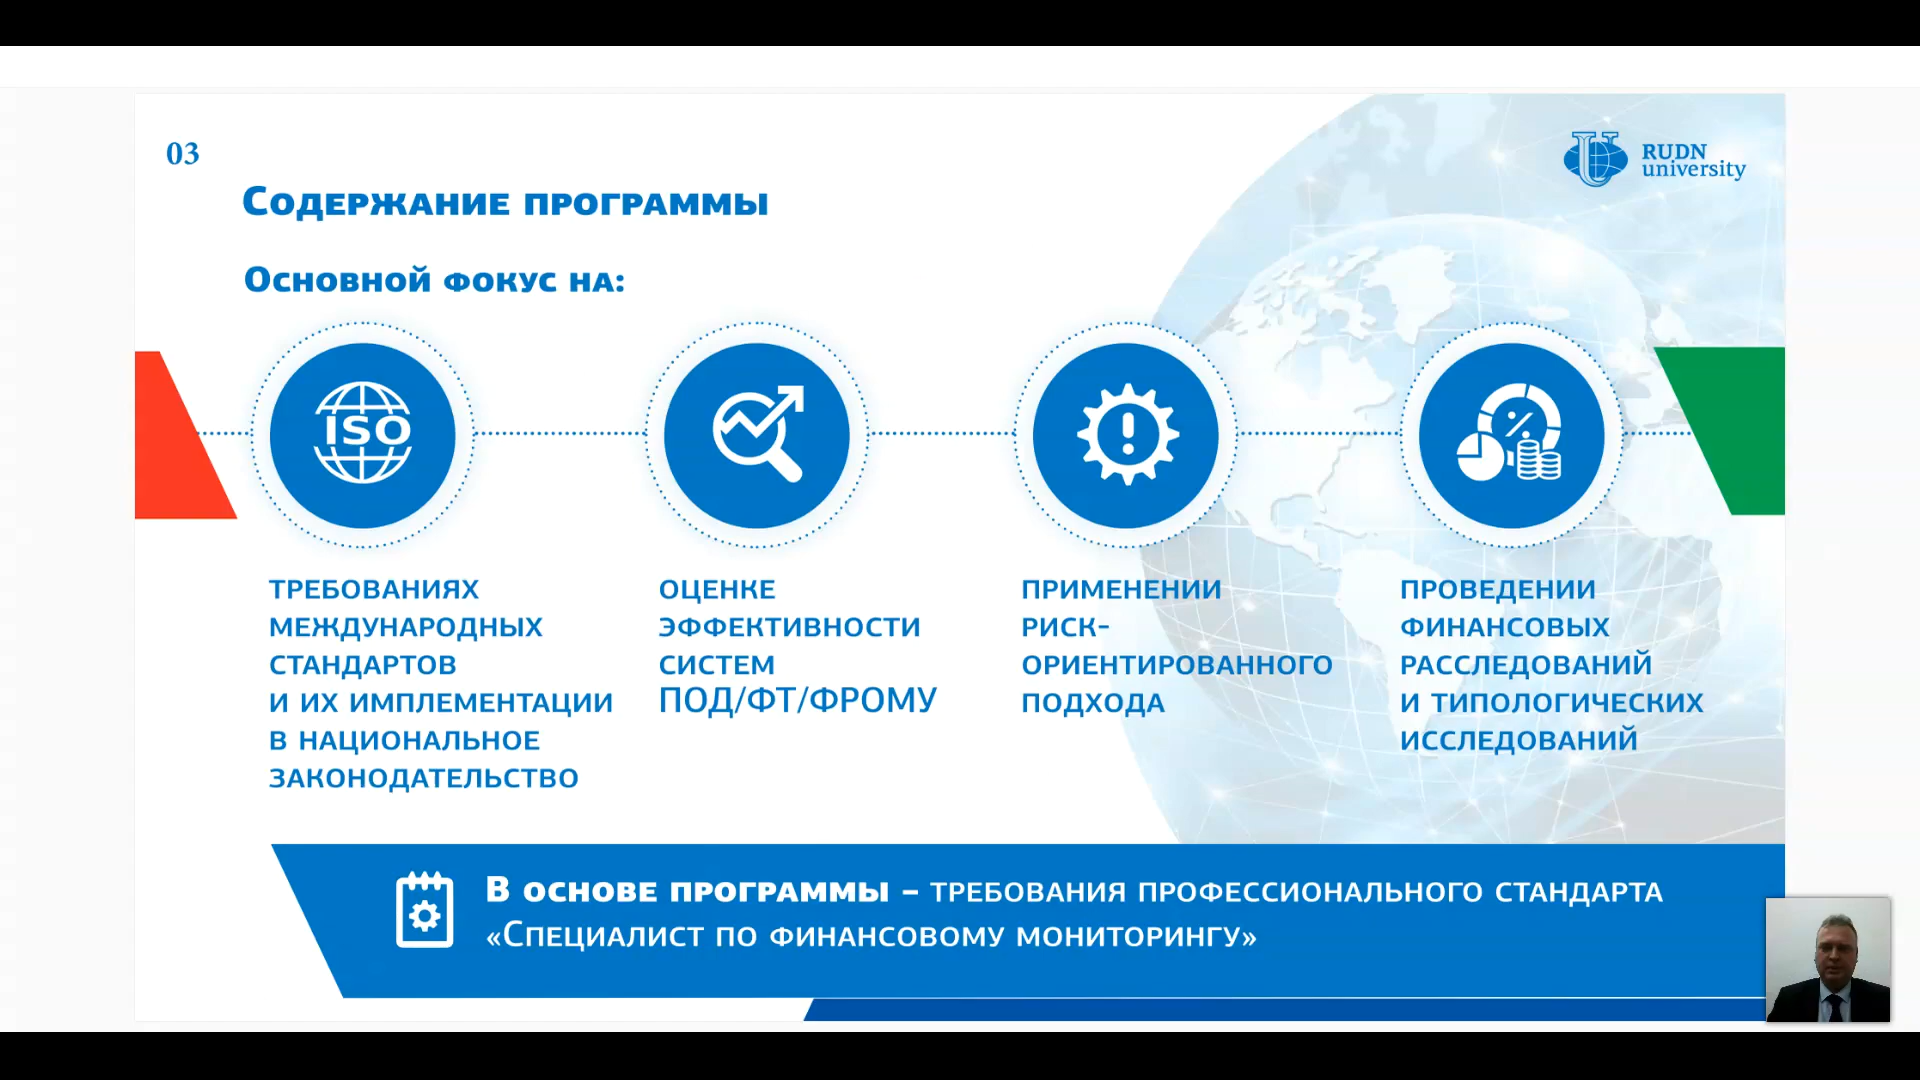 03
RUDN
university
Содержание программы
Основной фокус на:
ISO
%
ТРЕБОВАНИЯХ
МЕЖДУНАРОДНЫХ
СТАНДАРТОВ
И ИХ ИМПЛЕМЕНТАЦИИ
В НАЦИОНАЛЬНОЕ
ЗАКОНОДАТЕЛЬСТВО
ОЦЕНКЕ
ЭФФЕКТИВНОСТИ
СИСТЕМ
ПОД/ФТ/ФРОМУ
ПРИМЕНЕНИИ
РИСК-
ОРИЕНТИРОВАННОГО
ПОДХОДА
ПРОВЕДЕНИИ
ФИНАНСОВЫХ
РАССЛЕДОВАНИЙ
И ТИПОЛОГИЧЕСКИХ
ИССЛЕДОВАНИЙ
В основе программы – требования профессионального стандарта
«Специалист по финансовому мониторингу»